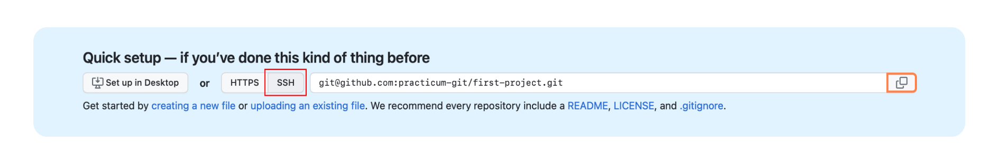 Quick setup — if you’ve done this kind of thing before
Set up in Desktop or HTTPS SSH git@github.com:practicum-git/first-project.git
Get started by creating a new file or uploading an existing file. We recommend every repository include a README, LICENSE, and .gitignore.